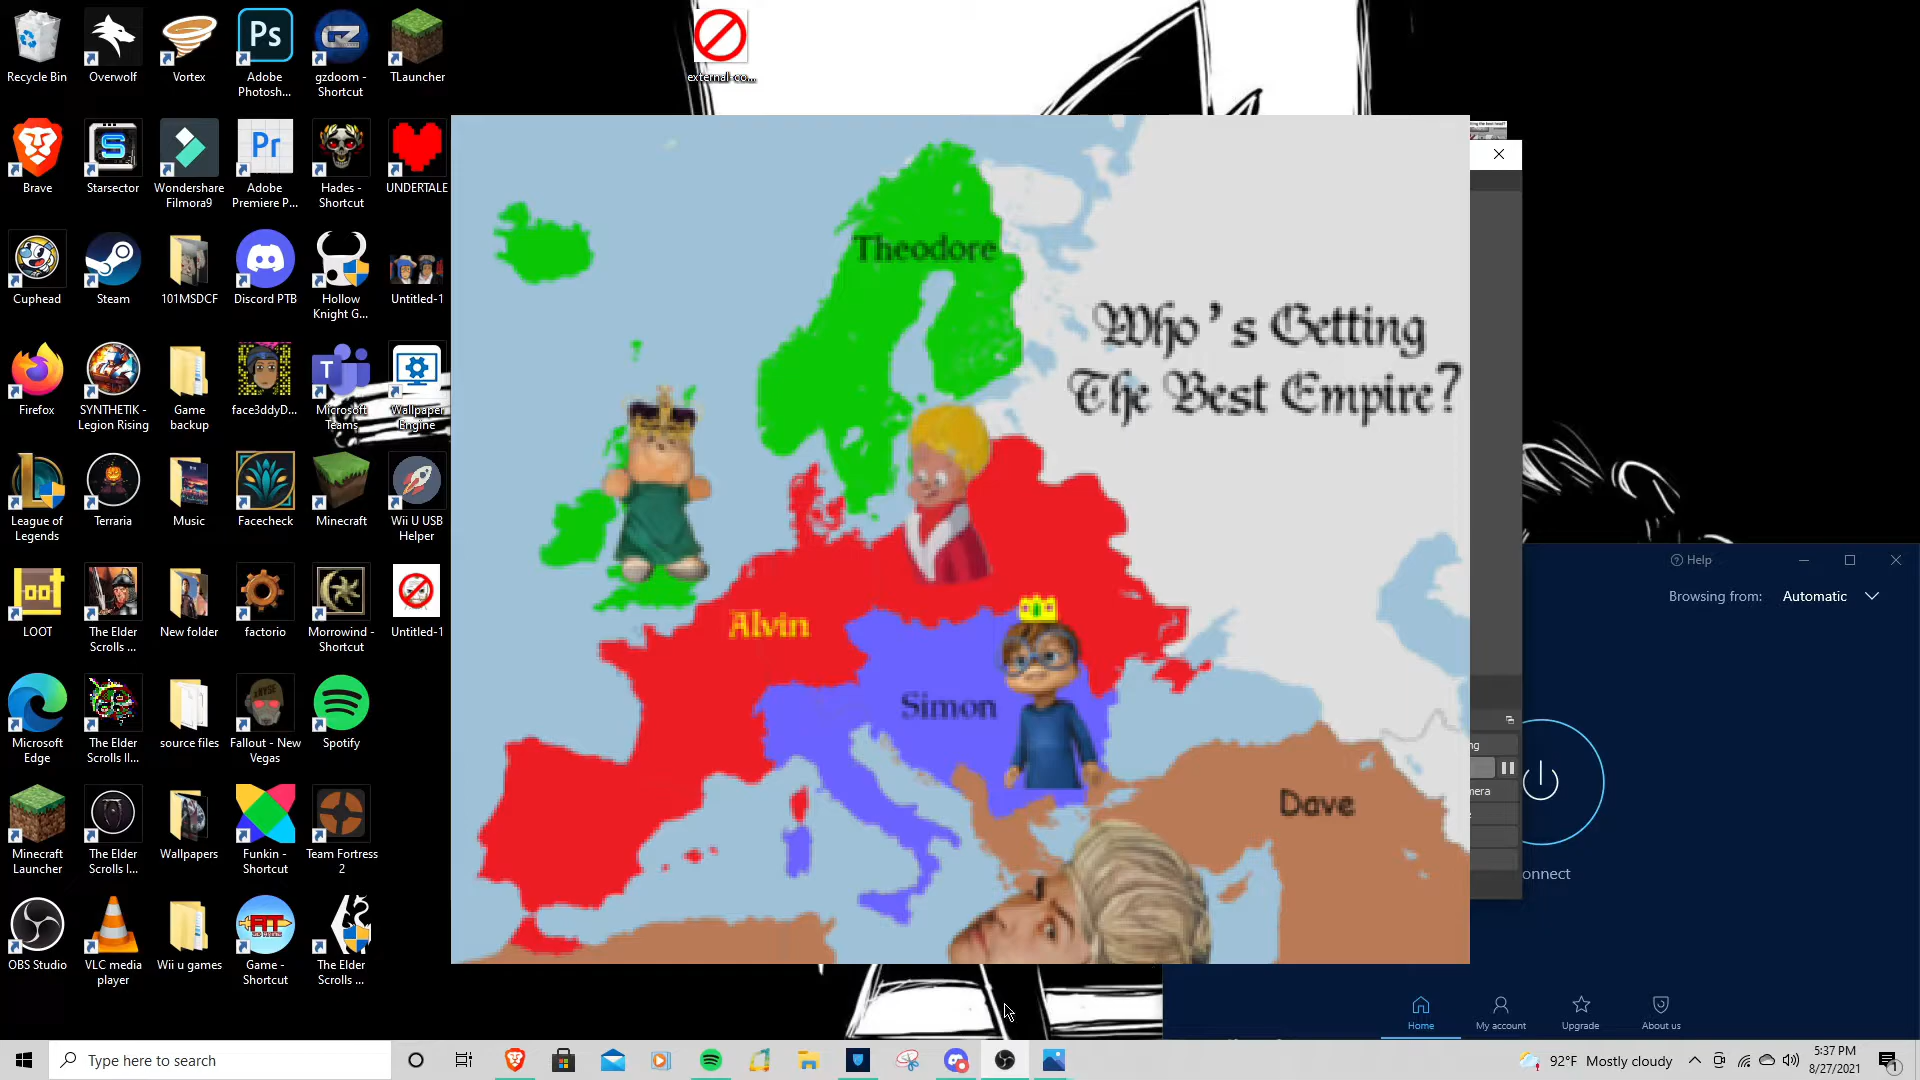 Recycle Bin
Overwolf
Vortex
Adobe
Photosh...
gzdoom -
Shortcut
TLauncher
external-co...
Brave
Starsector
Wondershare
Filmora9
Adobe
Premiere P...
Hades -
Shortcut
UNDERTALE
Cuphead
Steam
101MSDCF
Discord PTB
Hollow
Knight G...
Untitled-1
Firefox
SYNTHETIK -
Legion Rising
Game
backup
face3ddyD...
Microsoft
Teams
Wallpaper
Engine
League of
Legends
Terraria
Music
Facecheck
Minecraft
Wii U USB
Helper
LOOT
The Elder
Scrolls ...
New folder
factorio
Morrowind -
Shortcut
Untitled-1
Microsoft
Edge
The Elder
Scrolls II...
source files
Fallout - New
Vegas
Spotify
Minecraft
Launcher
The Elder
Scrolls I...
Wallpapers
Funkin -
Shortcut
Team Fortress
2
OBS Studio
VLC media
player
Wii u games
Game -
Shortcut
The Elder
Scrolls ...
Theodore
Who's Getting
The Best Empire?
Alvin
Simon
Dave
Help
Browsing from: Automatic
ng
mera
onnect
Home
My account
Upgrade
About us
Type here to search
92°F Mostly cloudy
5:37 PM
8/27/2021